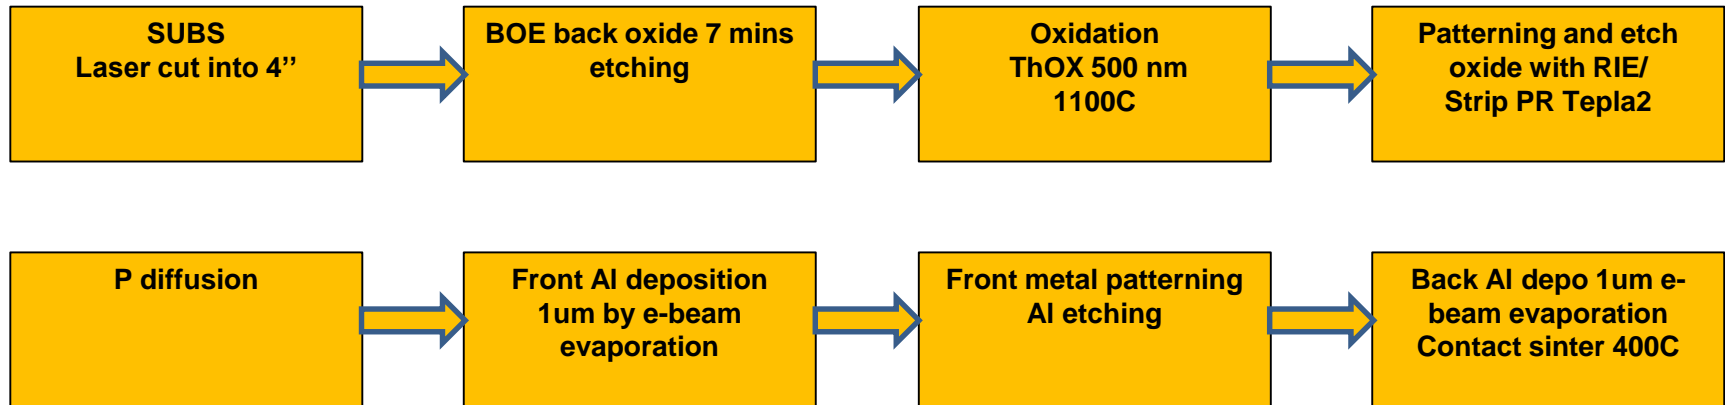 SUBS
Laser cut into 4’’
BOE back oxide 7 mins
etching
Oxidation
ThOX 500 nm
1100C
Patterning and etch
oxide with RIE/
Strip PR Tepla2
P diffusion
Front Al deposition
1um by e-beam
evaporation
Front metal patterning
Al etching
Back Al depo 1um e-
beam evaporation
Contact sinter 400C